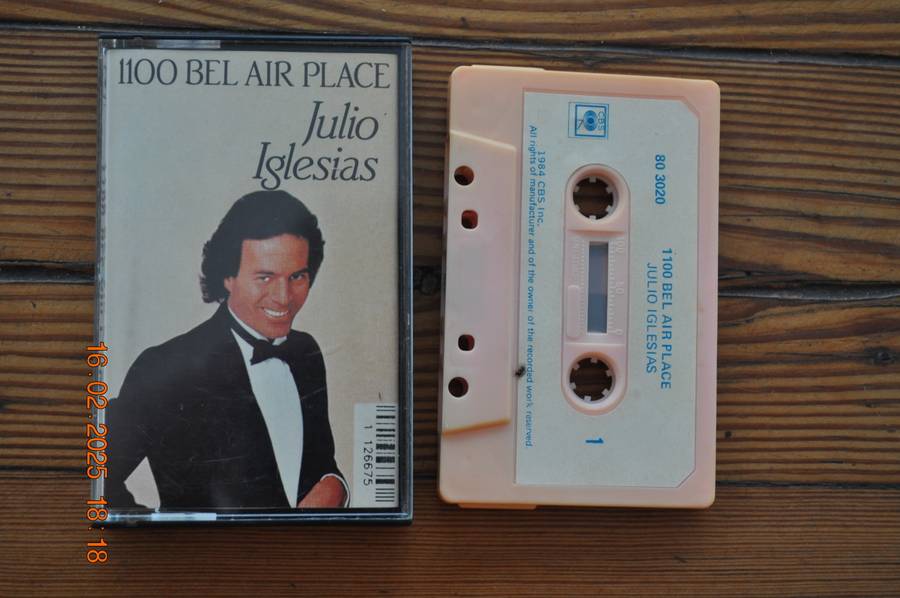 1100 BEL AIR PLACE
Julio
Iglesias
1 126675
16.02.2025 18:18
CBS
80 3020
1100 BEL AIR PLACE
JULIO IGLESIAS
1984 CBS, Inc.
All rights of manufacturer and of the owner of the recorded work reserved.
1